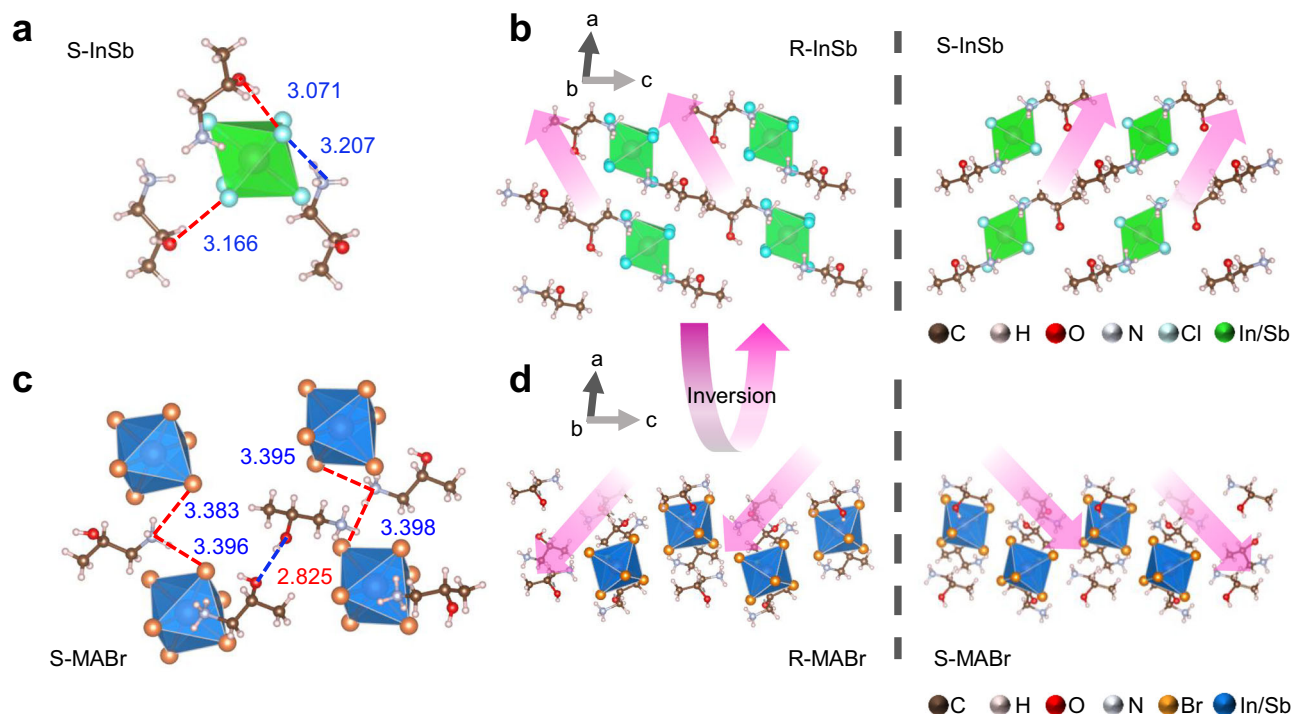 a
S-InSb
3.071
3.207
3.166
b
a
b
c
R-InSb
S-InSb
C H O N Cl In/Sb
Inversion
c
3.395
3.383
3.396
3.398
2.825
S-MABr
d
a
b
c
R-MABr
S-MABr
C H O N Br In/Sb